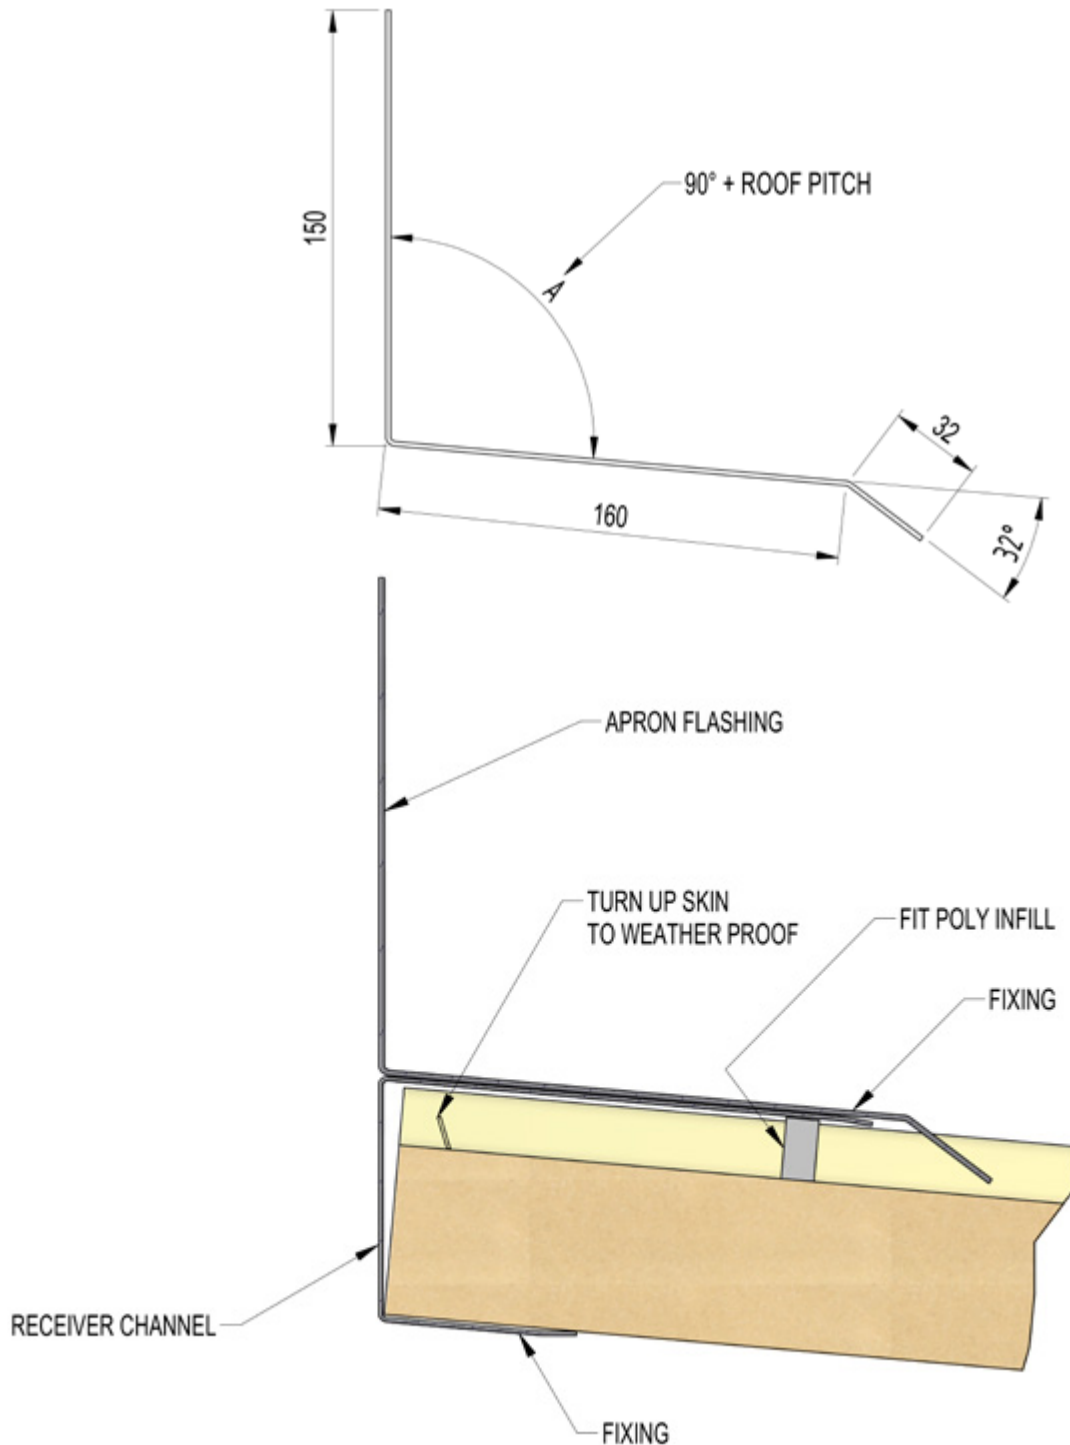 90° + ROOF PITCH
150
A
32
160
32°
APRON FLASHING
TURN UP SKIN
TO WEATHER PROOF
FIT POLY INFILL
FIXING
RECEIVER CHANNEL
FIXING